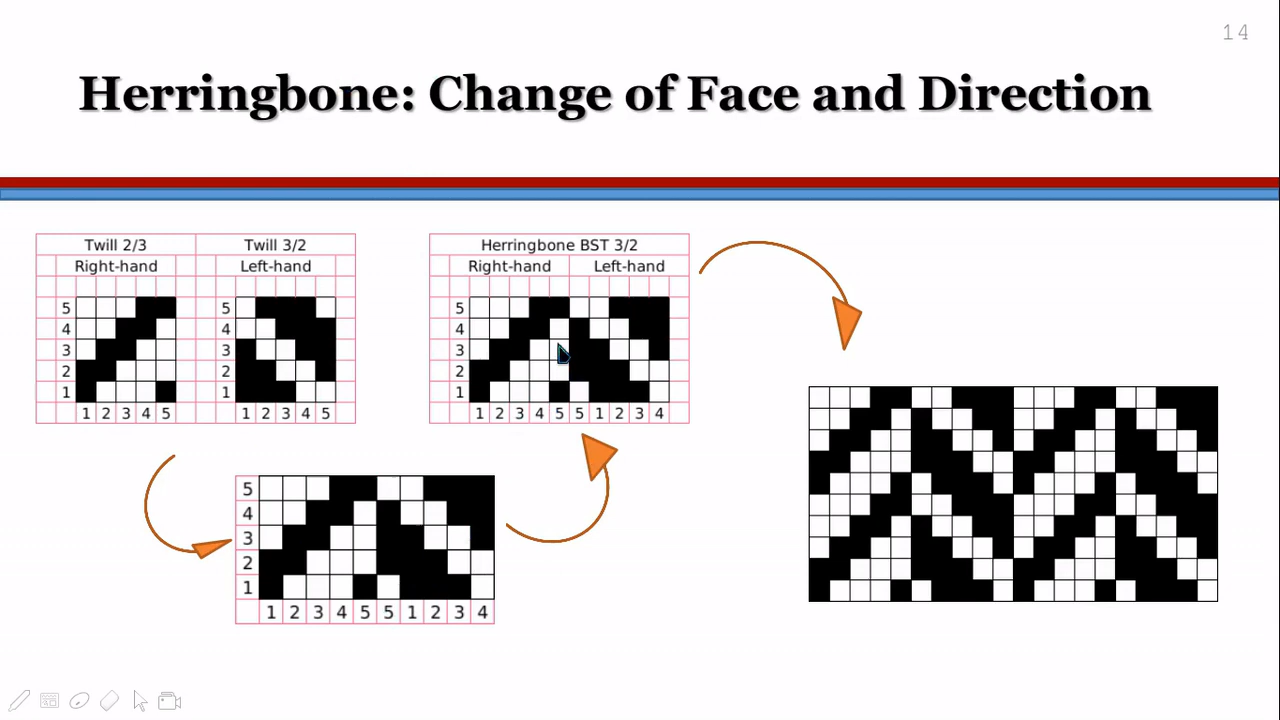 14
Herringbone: Change of Face and Direction
Twill 2/3 Twill 3/2
Right-hand Left-hand
5 5
4 4
3 3
2 2
1 1
1 2 3 4 5 1 2 3 4 5
Herringbone BST 3/2
Right-hand Left-hand
5
4
3
2
1
1 2 3 4 5 5 1 2 3 4
5
4
3
2
1
1 2 3 4 5 5 1 2 3 4